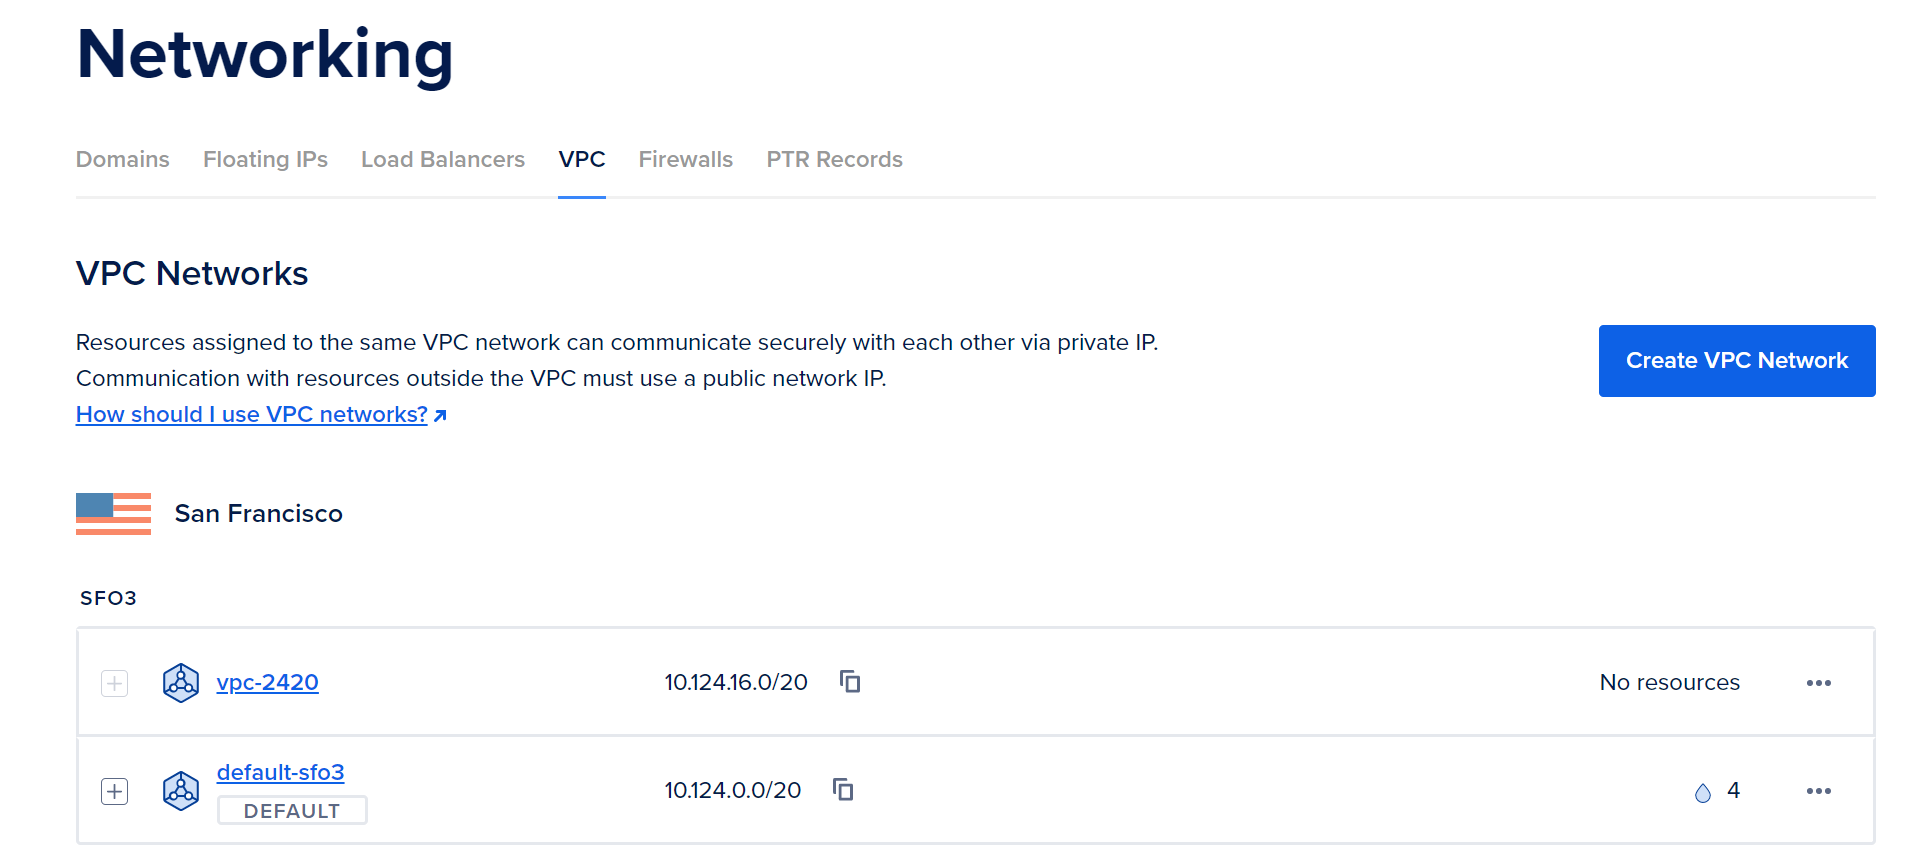 Networking
Domains Floating IPs Load Balancers VPC Firewalls PTR Records
VPC Networks
Resources assigned to the same VPC network can communicate securely with each other via private IP.
Communication with resources outside the VPC must use a public network IP.
How should I use VPC networks?
Create VPC Network
San Francisco
SFO3
vpc-2420 10.124.16.0/20 No resources
default-sfo3
DEFAULT
10.124.0.0/20 4